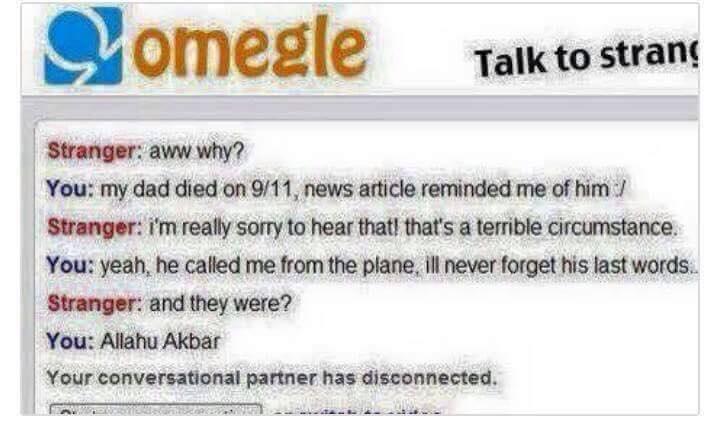 omegle
Talk to strang
Stranger: aww why?
You: my dad died on 9/11, news article reminded me of him :/
Stranger: i'm really sorry to hear that! that's a terrible circumstance.
You: yeah, he called me from the plane, ill never forget his last words..
Stranger: and they were?
You: Allahu Akbar
Your conversational partner has disconnected.